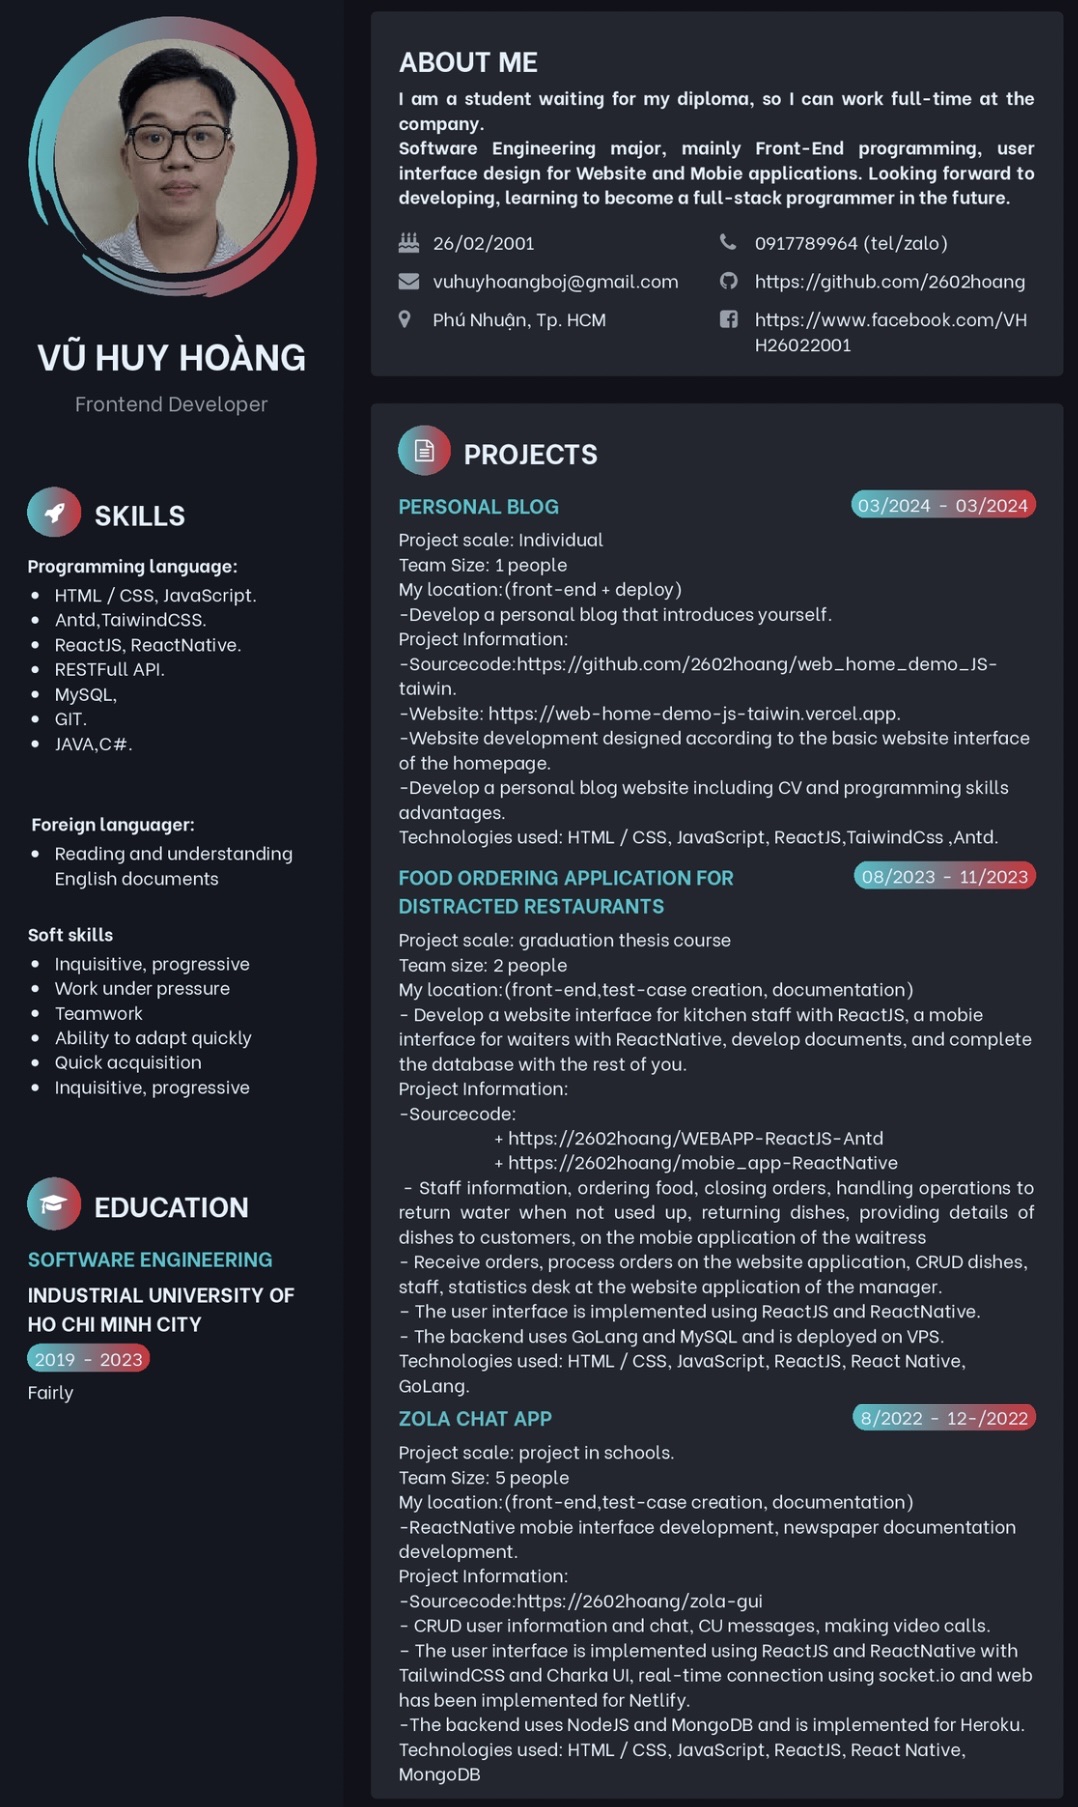 VŨ HUY HOÀNG
Frontend Developer
SKILLS
Programming language:
HTML / CSS, JavaScript.
Antd,TaiwindCSS.
ReactJS, ReactNative.
RESTFull API.
MySQL,
GIT.
JAVA,C#.
Foreign languager:
Reading and understanding
English documents
Soft skills
Inquisitive, progressive
Work under pressure
Teamwork
Ability to adapt quickly
Quick acquisition
Inquisitive, progressive
EDUCATION
SOFTWARE ENGINEERING
INDUSTRIAL UNIVERSITY OF
HO CHI MINH CITY
2019 - 2023
Fairly
ABOUT ME
I am a student waiting for my diploma, so I can work full-time at the
company.
Software Engineering major, mainly Front-End programming, user
interface design for Website and Mobie applications. Looking forward to
developing, learning to become a full-stack programmer in the future.
26/02/2001
0917789964 (tel/zalo)
vuhuyhoangboj@gmail.com
https://github.com/2602hoang
Phú Nhuận, Tp. HCM
https://www.facebook.com/VH
H26022001
PROJECTS
PERSONAL BLOG
03/2024 - 03/2024
Project scale: Individual
Team Size: 1 people
My location:(front-end + deploy)
-Develop a personal blog that introduces yourself.
Project Information:
-Sourcecode:https://github.com/2602hoang/web_home_demo_JS-
taiwin.
-Website: https://web-home-demo-js-taiwin.vercel.app.
-Website development designed according to the basic website interface
of the homepage.
-Develop a personal blog website including CV and programming skills
advantages.
Technologies used: HTML / CSS, JavaScript, ReactJS,TaiwindCss ,Antd.
FOOD ORDERING APPLICATION FOR
DISTRACTED RESTAURANTS
08/2023 - 11/2023
Project scale: graduation thesis course
Team size: 2 people
My location:(front-end,test-case creation, documentation)
- Develop a website interface for kitchen staff with ReactJS, a mobie
interface for waiters with ReactNative, develop documents, and complete
the database with the rest of you.
Project Information:
-Sourcecode:
+ https://2602hoang/WEBAPP-ReactJS-Antd
+ https://2602hoang/mobie_app-ReactNative
- Staff information, ordering food, closing orders, handling operations to
return water when not used up, returning dishes, providing details of
dishes to customers, on the mobie application of the waitress
- Receive orders, process orders on the website application, CRUD dishes,
staff, statistics desk at the website application of the manager.
- The user interface is implemented using ReactJS and ReactNative.
- The backend uses GoLang and MySQL and is deployed on VPS.
Technologies used: HTML / CSS, JavaScript, ReactJS, React Native,
GoLang.
ZOLA CHAT APP
8/2022 - 12-/2022
Project scale: project in schools.
Team Size: 5 people
My location:(front-end,test-case creation, documentation)
-ReactNative mobie interface development, newspaper documentation
development.
Project Information:
-Sourcecode:https://2602hoang/zola-gui
- CRUD user information and chat, CU messages, making video calls.
- The user interface is implemented using ReactJS and ReactNative with
TailwindCSS and Charka UI, real-time connection using socket.io and web
has been implemented for Netlify.
-The backend uses NodeJS and MongoDB and is implemented for Heroku.
Technologies used: HTML / CSS, JavaScript, ReactJS, React Native,
MongoDB